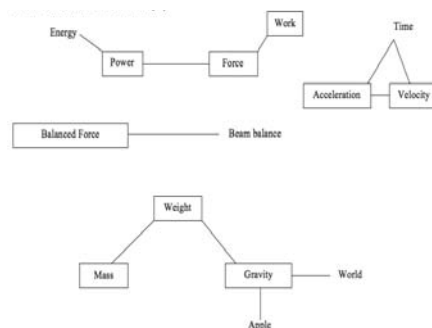 Work
Energy
Time
Power
Force
Acceleration
Velocity
Balanced Force
Beam balance
Weight
Mass
Gravity
World
Apple